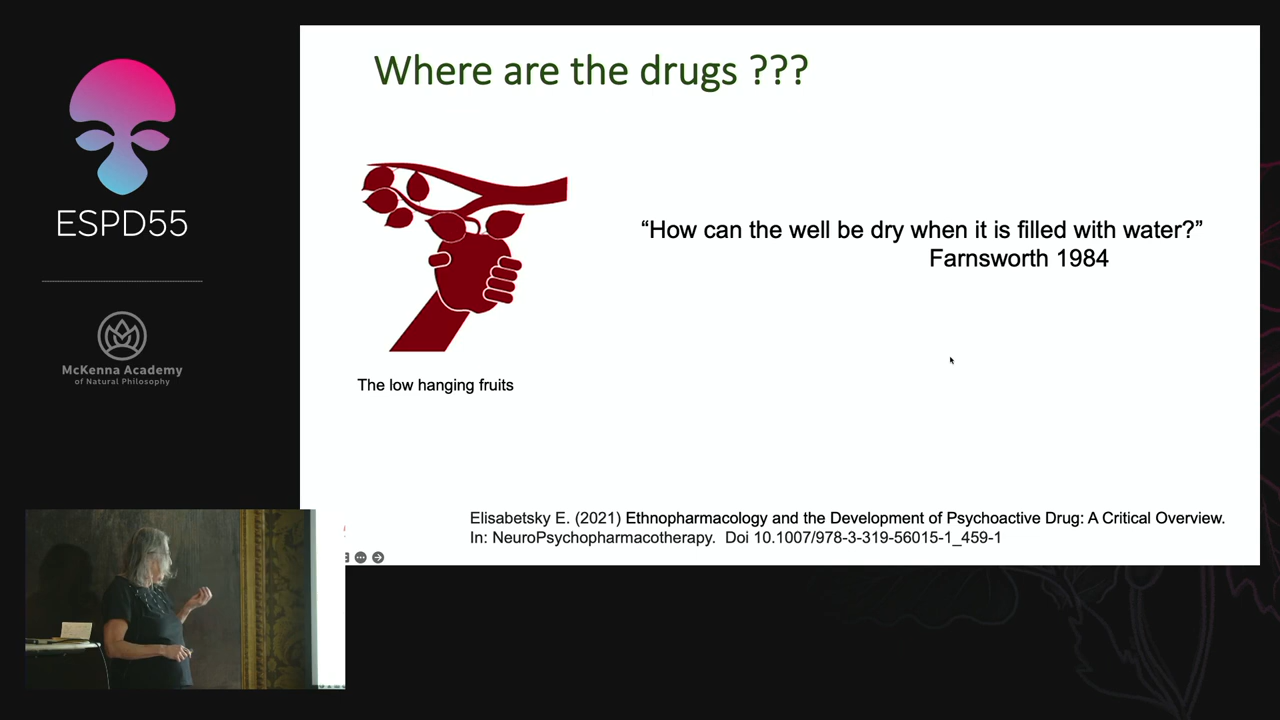 ESPD55
McKenna Academy
of Natural Philosophy
Where are the drugs ???
“How can the well be dry when it is filled with water?”
Farnsworth 1984
The low hanging fruits
Elisabetsky E. (2021) Ethnopharmacology and the Development of Psychoactive Drug: A Critical Overview.
In: NeuroPsychopharmacotherapy. Doi 10.1007/978-3-319-56015-1_459-1